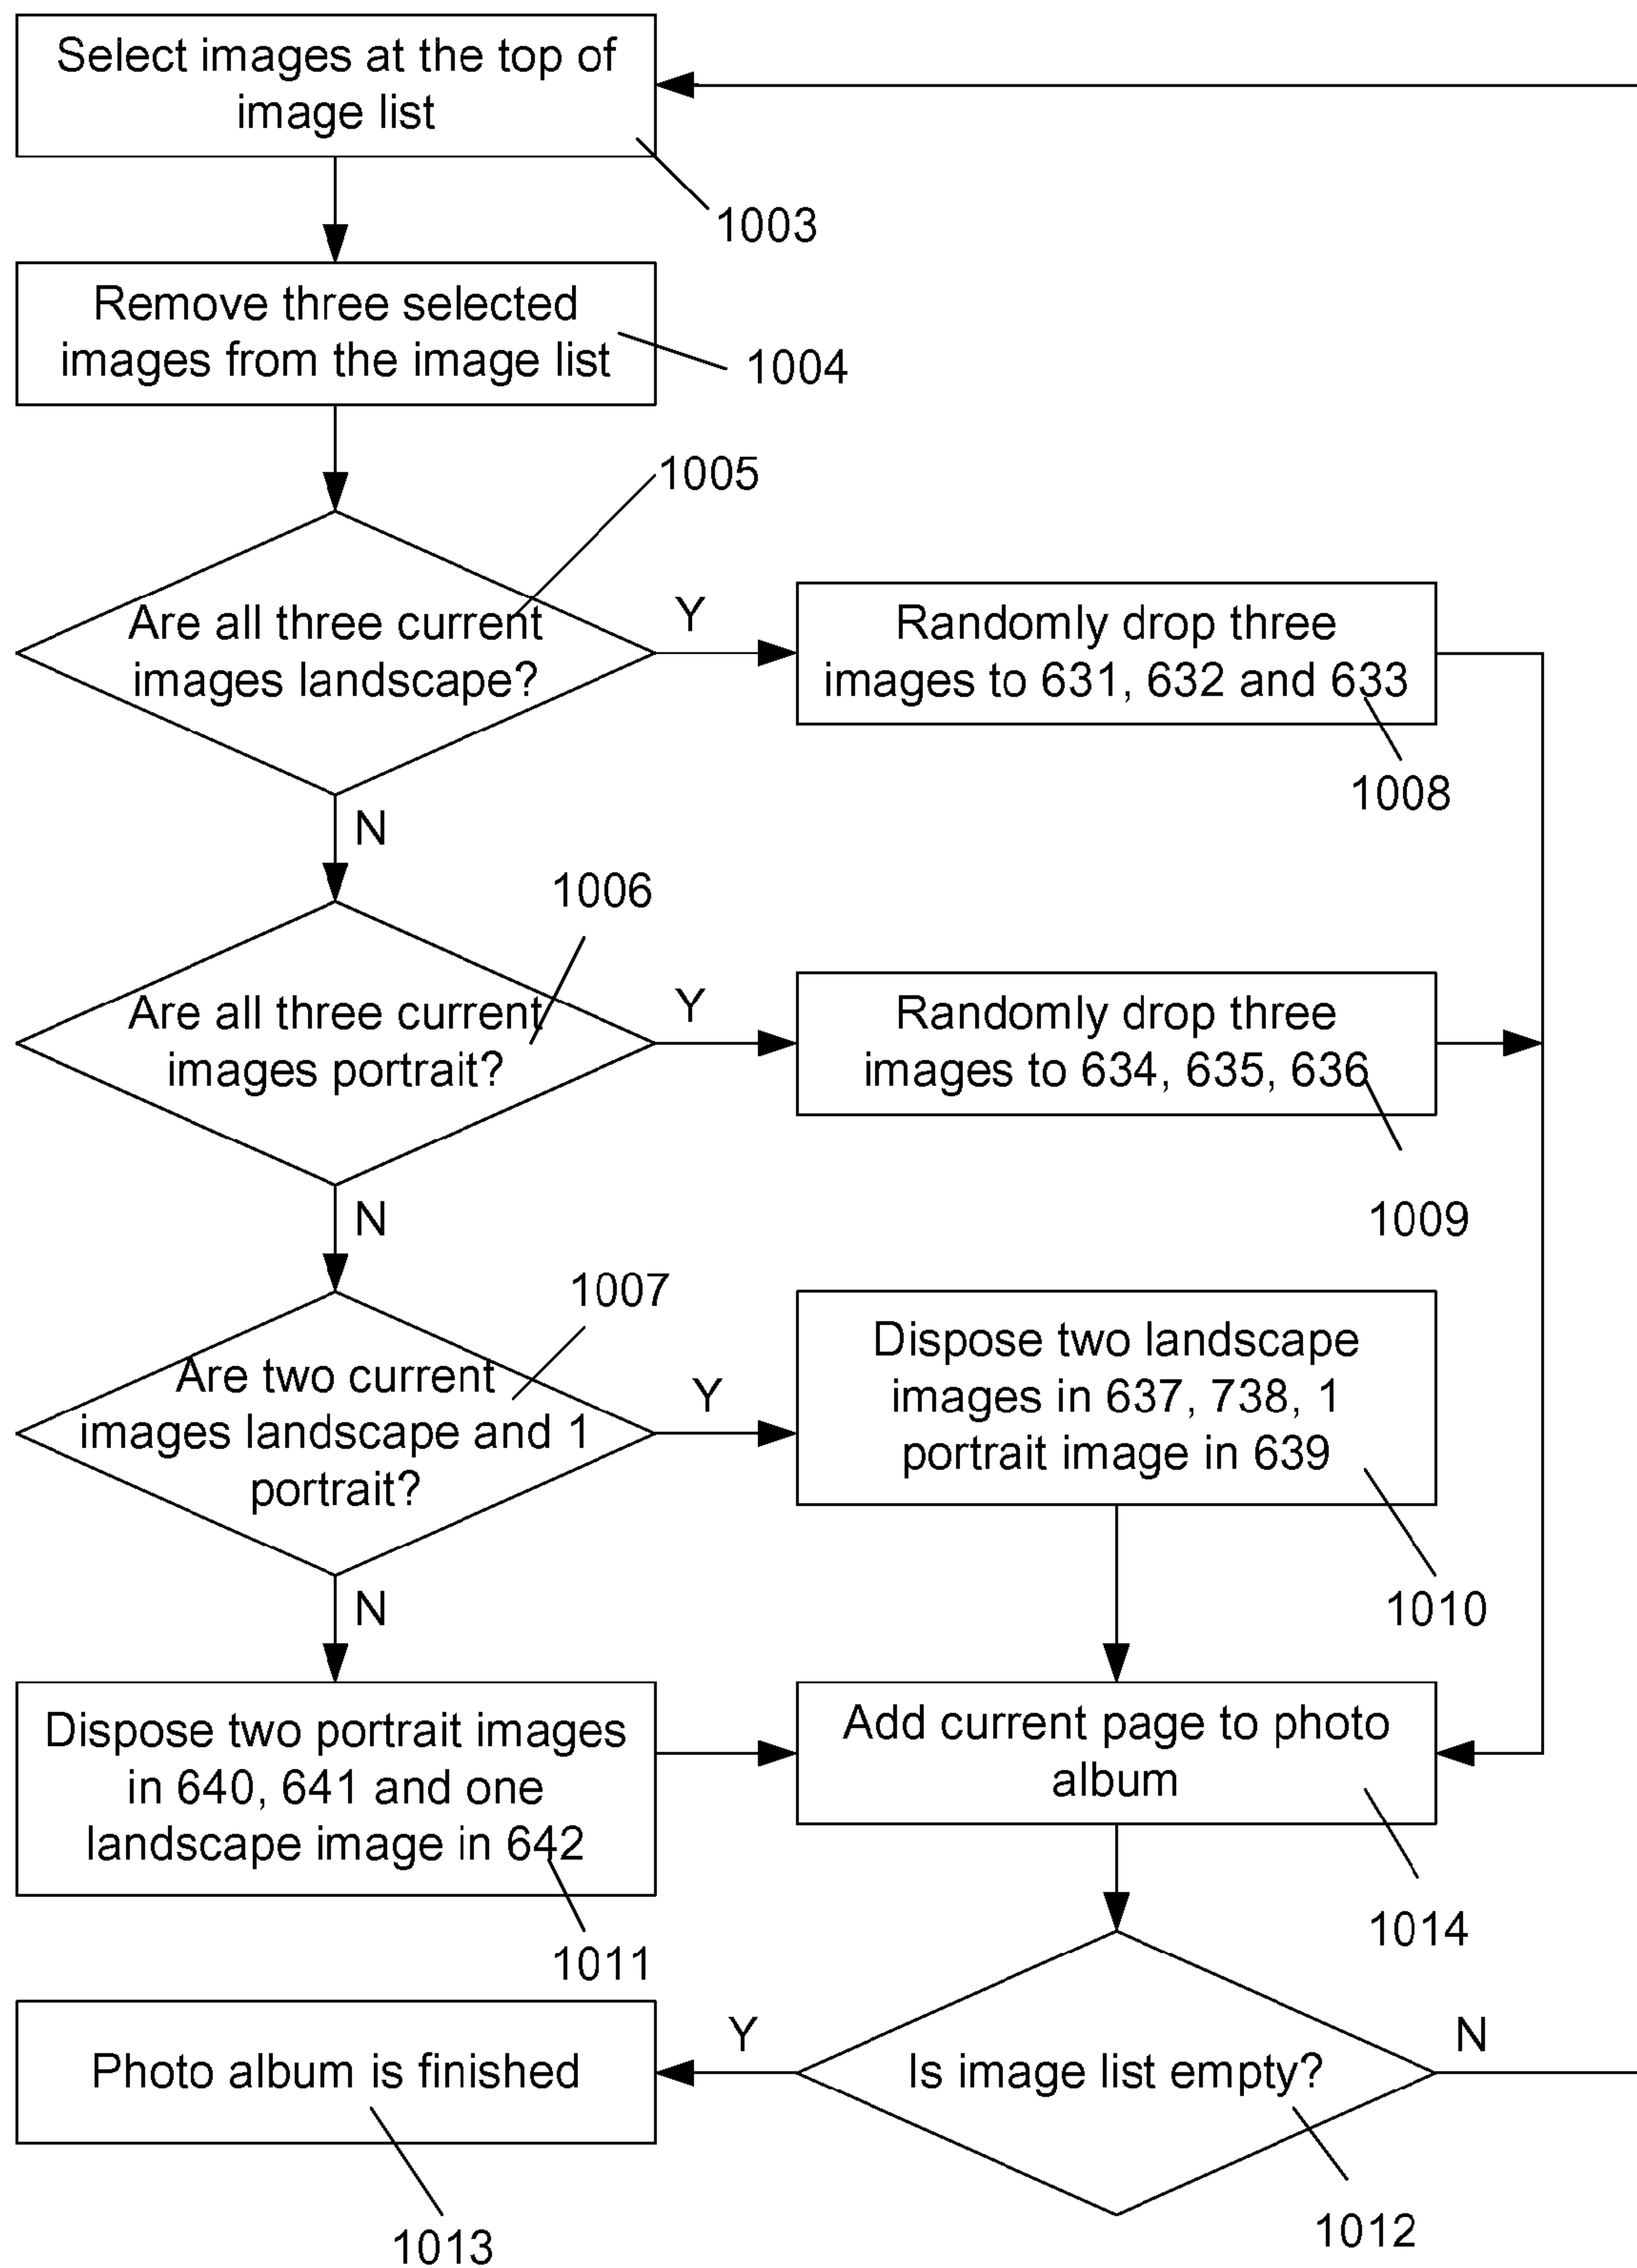 Select images at the top of
image list
1003
Remove three selected
images from the image list
1004
1005
Are all three current
images landscape?
Y
Randomly drop three
images to 631, 632 and 633
1008
N
1006
Are all three current
images portrait?
Y
Randomly drop three
images to 634, 635, 636
1009
N
1007
Are two current
images landscape and 1
portrait?
Y
Dispose two landscape
images in 637, 738, 1
portrait image in 639
1010
N
Dispose two portrait images
in 640, 641 and one
landscape image in 642
1011
Add current page to photo
album
1014
Photo album is finished
1013
Y
Is image list empty?
N
1012